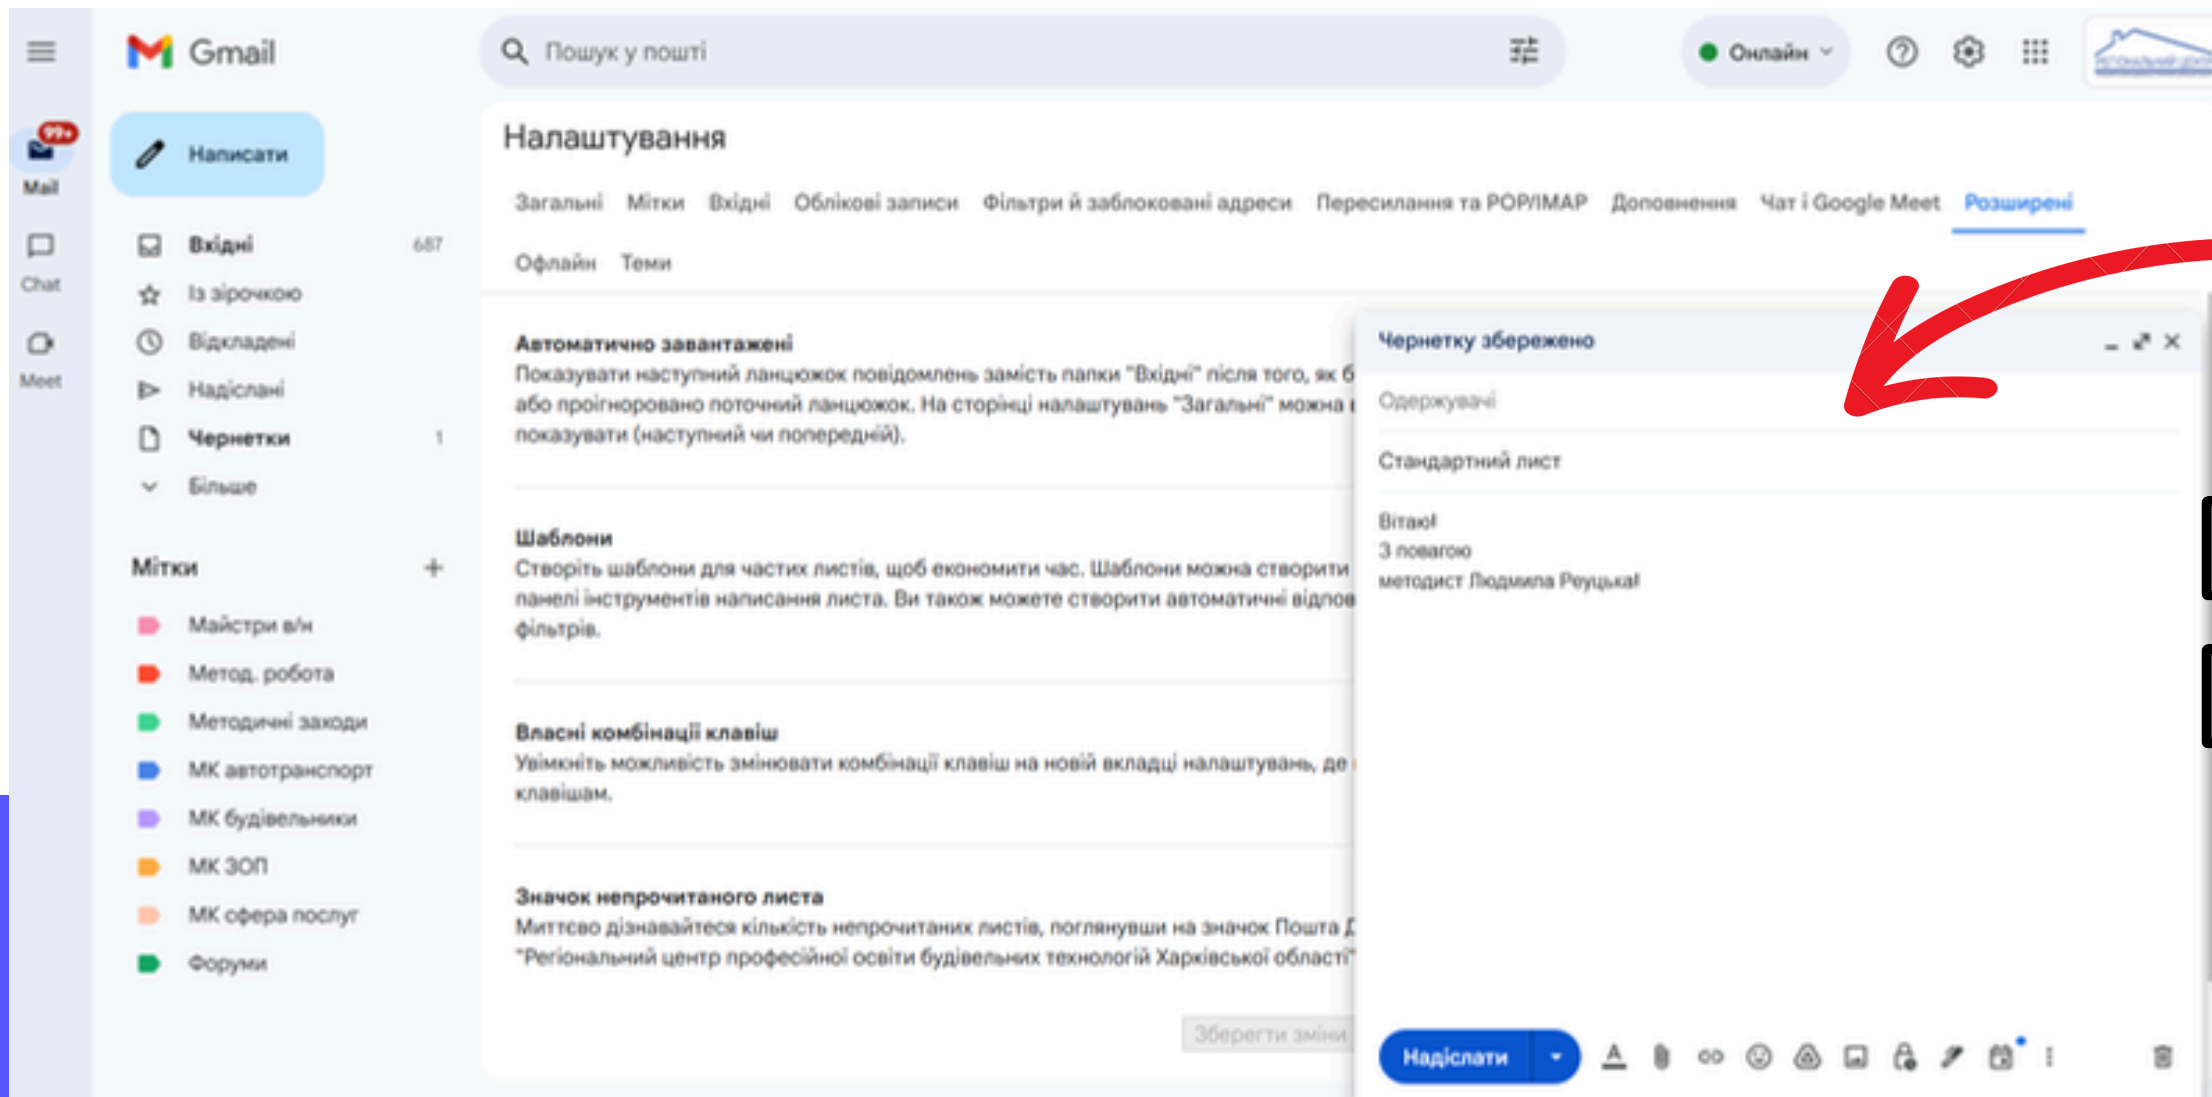 Gmail
Пошук у пошті
Онлайн
99+
Mail
Chat
Meet
Написати
Вхідні 687
Із зірочкою
Відкладені
Надіслані
Чернетки 1
Більше
Мітки
Майстри в/н
Метод. робота
Методичні заходи
МК автотранспорт
МК будівельники
МК ЗОП
МК сфера послуг
Форуми
Налаштування
Загальні Мітки Вхідні Облікові записи Фільтри й заблоковані адреси Пересилання та POP/IMAP Доповнення Чат і Google Meet Розширені
Офлайн Теми
Автоматично завантажені
Показувати наступний ланцюжок повідомлень замість папки "Вхідні" після того, як б
або проігноровано поточний ланцюжок. На сторінці налаштувань "Загальні" можна
показувати (наступний чи попередній).
Шаблони
Створіть шаблони для частих листів, щоб економити час. Шаблони можна створити
панелі інструментів написання листа. Ви також можете створити автоматичні відпов
фільтрів.
Власні комбінації клавіш
Увімкніть можливість змінювати комбінації клавіш на новій вкладці налаштувань, де
клавішам.
Значок непрочитаного листа
Миттєво дізнавайтеся кількість непрочитаних листів, поглянувши на значок Пошта Д
"Регіональний центр професійної освіти будівельних технологій Харківської області"
Зберегти зміни
Чернетку збережено
Одержувачі
Стандартний лист
Вітаю!
З повагою
методист Людмила Реуцька!
Надіслати